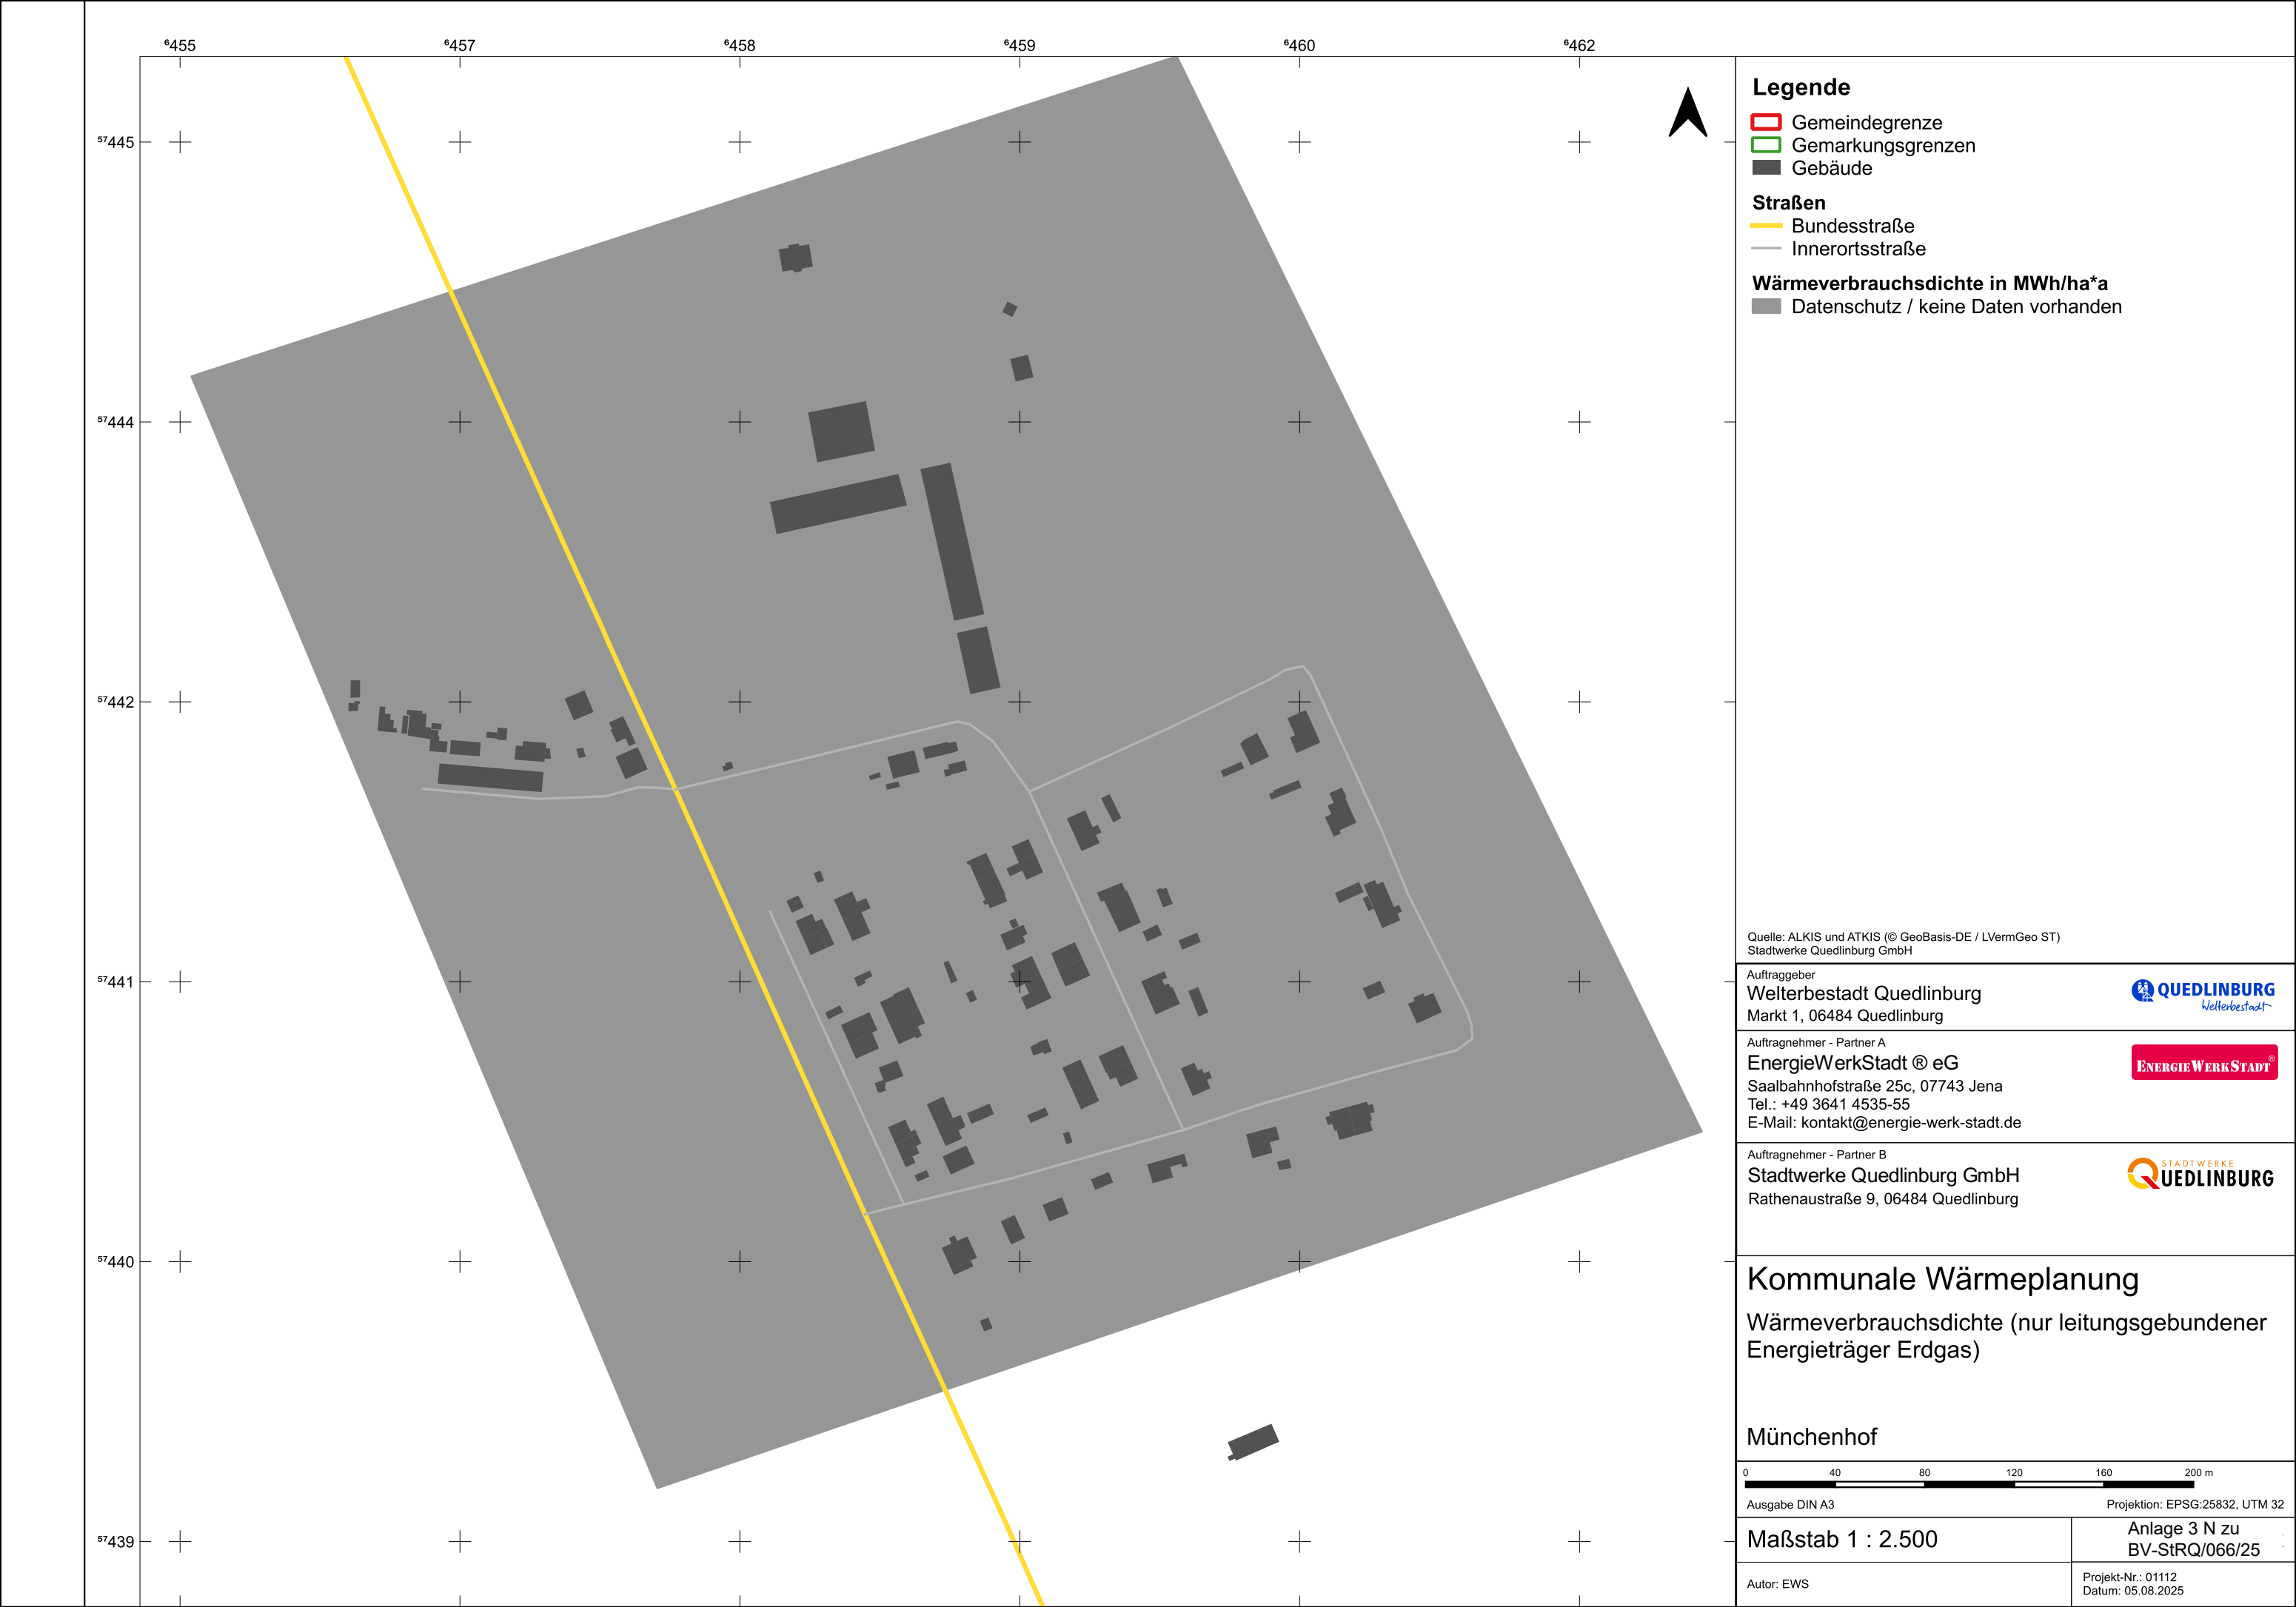 ⁶455 ⁶457 ⁶458 ⁶459 ⁶460 ⁶462
⁵⁷445
⁵⁷444
⁵⁷442
⁵⁷441
⁵⁷440
⁵⁷439
Legende
Gemeindegrenze
Gemarkungsgrenzen
Gebäude
Straßen
Bundesstraße
Innerortsstraße
Wärmeverbrauchsdichte in MWh/ha*a
Datenschutz / keine Daten vorhanden
Quelle: ALKIS und ATKIS (© GeoBasis-DE / LVermGeo ST)
Stadtwerke Quedlinburg GmbH
Auftraggeber
Welterbestadt Quedlinburg
Markt 1, 06484 Quedlinburg
QUEDLINBURG
Welterbestadt
Auftragnehmer - Partner A
EnergieWerkStadt ® eG
Saalbahnhofstraße 25c, 07743 Jena
Tel.: +49 3641 4535-55
E-Mail: kontakt@energie-werk-stadt.de
ENERGIEWERKSTADT®
Auftragnehmer - Partner B
Stadtwerke Quedlinburg GmbH
Rathenaustraße 9, 06484 Quedlinburg
STADTWERKE
QUEDLINBURG
Kommunale Wärmeplanung
Wärmeverbrauchsdichte (nur leitungsgebundener
Energieträger Erdgas)
Münchenhof
0 40 80 120 160 200 m
Ausgabe DIN A3 Projektion: EPSG:25832, UTM 32
Maßstab 1 : 2.500
Anlage 3 N zu
BV-StRQ/066/25
Autor: EWS
Projekt-Nr.: 01112
Datum: 05.08.2025